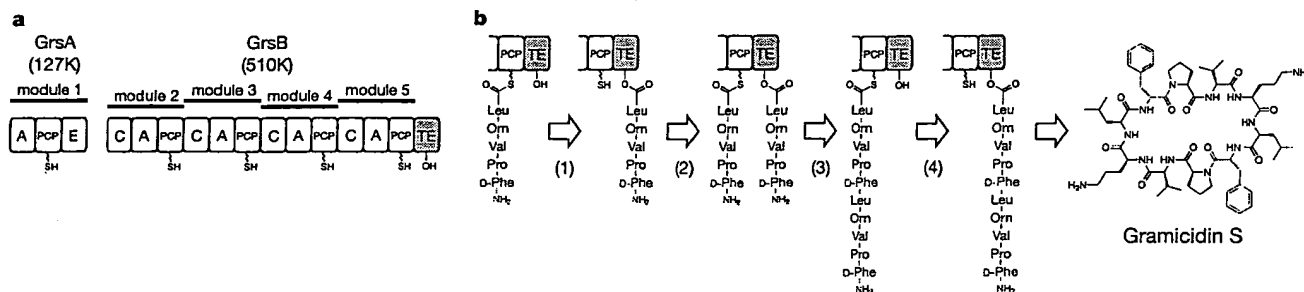 a
GrsA
(127K)
module 1
A PCP E
SH
GrsB
(510K)
module 2 module 3 module 4 module 5
C A PCP C A PCP C A PCP C A PCP TE
SH SH SH SH OH
b
PCP TE
S OH
O
Leu
Orn
Val
Pro
D-Phe
NH₂
(1)
PCP TE
SH O
O
Leu
Orn
Val
Pro
D-Phe
NH₂
(2)
PCP TE
S O
O O
Leu Leu
Orn Orn
Val Val
Pro Pro
D-Phe D-Phe
NH₂ NH₂
(3)
PCP TE
S OH
O
Leu
Orn
Val
Pro
D-Phe
Leu
Orn
Val
Pro
D-Phe
NH₂
(4)
PCP TE
SH O
O
Leu
Orn
Val
Pro
D-Phe
Leu
Orn
Val
Pro
D-Phe
NH₂
H₂N
Gramicidin S